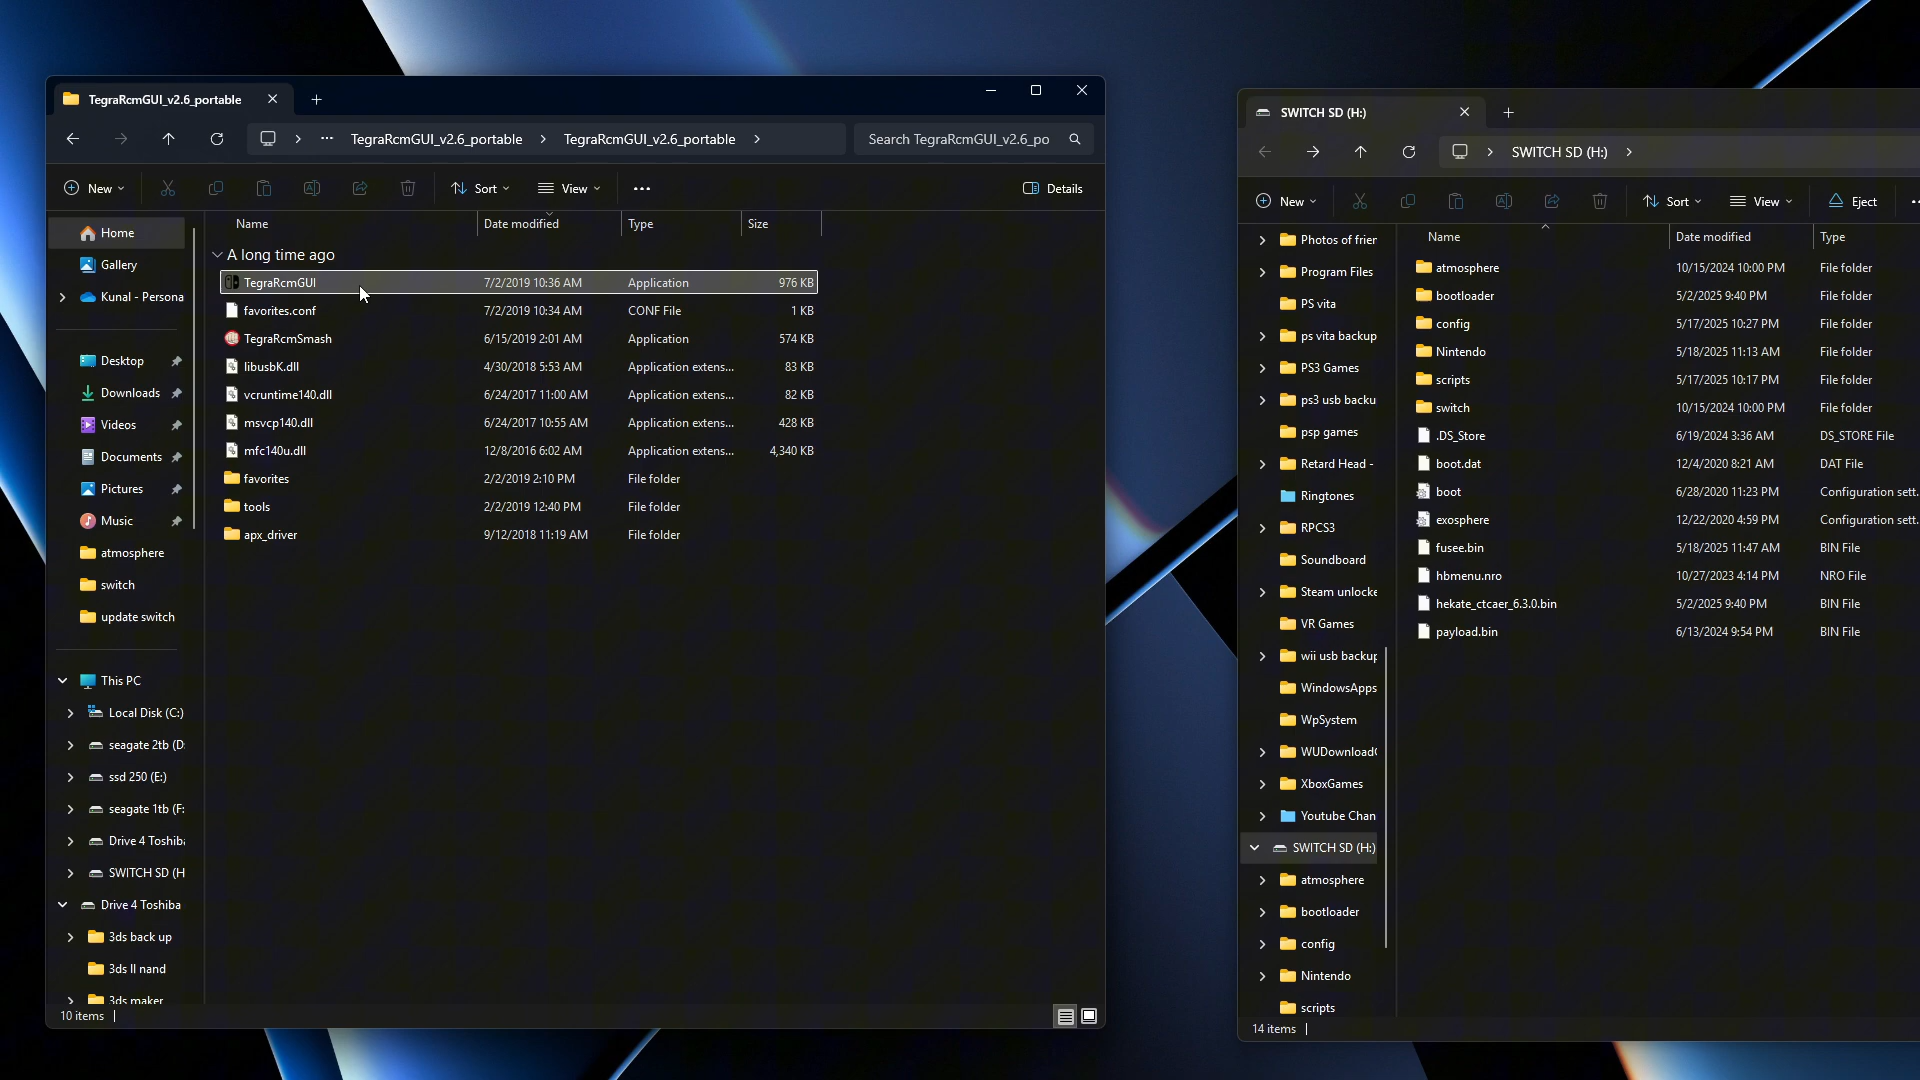 TegraRcmGUI_v2.6_portable
TegraRcmGUI_v2.6_portable
TegraRcmGUI_v2.6_portable
Search TegraRcmGUI_v2.6_po
New
Sort
View
Details
Home
Gallery
Kunal - Persona
Desktop
Downloads
Videos
Documents
Pictures
Music
atmosphere
switch
update switch
This PC
Local Disk (C:)
seagate 2tb (D:
ssd 250 (E:)
seagate 1tb (F:
Drive 4 Toshiba
SWITCH SD (H
Drive 4 Toshiba
3ds back up
3ds ll nand
3ds maker
Name Date modified Type Size
A long time ago
TegraRcmGUI 7/2/2019 10:36 AM Application 976 KB
favorites.conf 7/2/2019 10:34 AM CONF File 1 KB
TegraRcmSmash 6/15/2019 2:01 AM Application 574 KB
libusbK.dll 4/30/2018 5:53 AM Application extens... 83 KB
vcruntime140.dll 6/24/2017 11:00 AM Application extens... 82 KB
msvcp140.dll 6/24/2017 10:55 AM Application extens... 428 KB
mfc140u.dll 12/8/2016 6:02 AM Application extens... 4,340 KB
favorites 2/2/2019 2:10 PM File folder
tools 2/2/2019 12:40 PM File folder
apx_driver 9/12/2018 11:19 AM File folder
10 items
SWITCH SD (H:)
SWITCH SD (H:)
New
Sort
View
Eject
Photos of frier
Program Files
PS vita
ps vita backup
PS3 Games
ps3 usb backu
psp games
Retard Head -
Ringtones
RPCS3
Soundboard
Steam unlocke
VR Games
wii usb backup
WindowsApps
WpSystem
WUDownload
XboxGames
Youtube Chan
SWITCH SD (H:)
atmosphere
bootloader
config
Nintendo
scripts
Name Date modified Type
atmosphere 10/15/2024 10:00 PM File folder
bootloader 5/2/2025 9:40 PM File folder
config 5/17/2025 10:27 PM File folder
Nintendo 5/18/2025 11:13 AM File folder
scripts 5/17/2025 10:17 PM File folder
switch 10/15/2024 10:00 PM File folder
.DS_Store 6/19/2024 3:36 AM DS_STORE File
boot.dat 12/4/2020 8:21 AM DAT File
boot 6/28/2020 11:23 PM Configuration sett.
exosphere 12/22/2020 4:59 PM Configuration sett.
fusee.bin 5/18/2025 11:47 AM BIN File
hbmenu.nro 10/27/2023 4:14 PM NRO File
hekate_ctcaer_6.3.0.bin 5/2/2025 9:40 PM BIN File
payload.bin 6/13/2024 9:54 PM BIN File
14 items